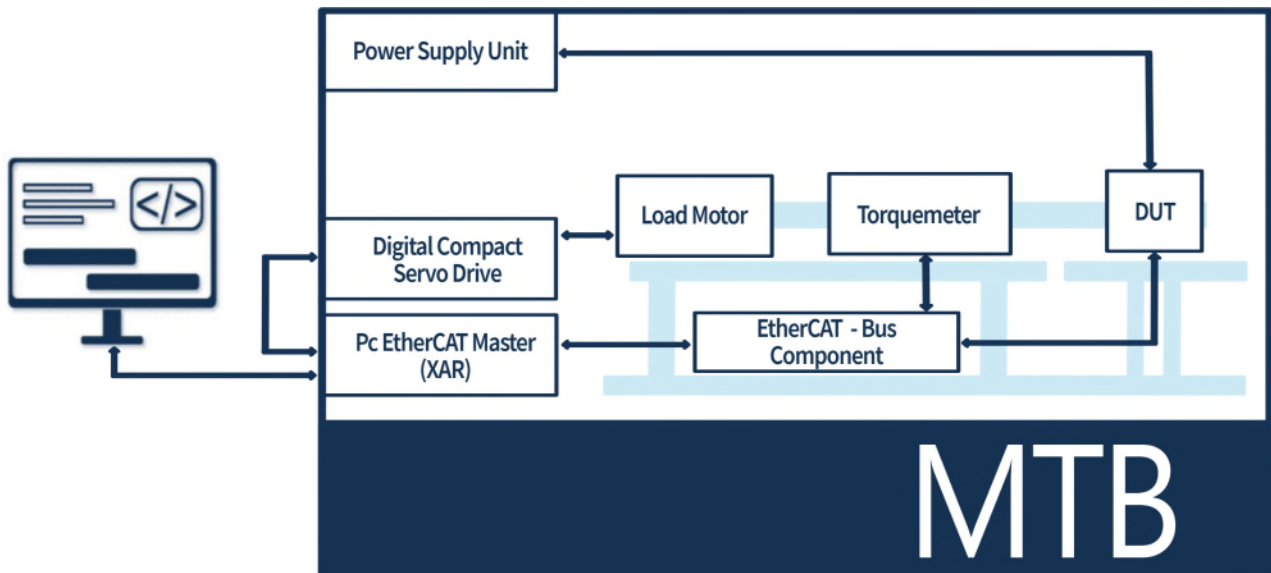 Power Supply Unit
</>
Load Motor
Torquemeter
DUT
Digital Compact
Servo Drive
Pc EtherCAT Master
(XAR)
EtherCAT - Bus
Component
MTB